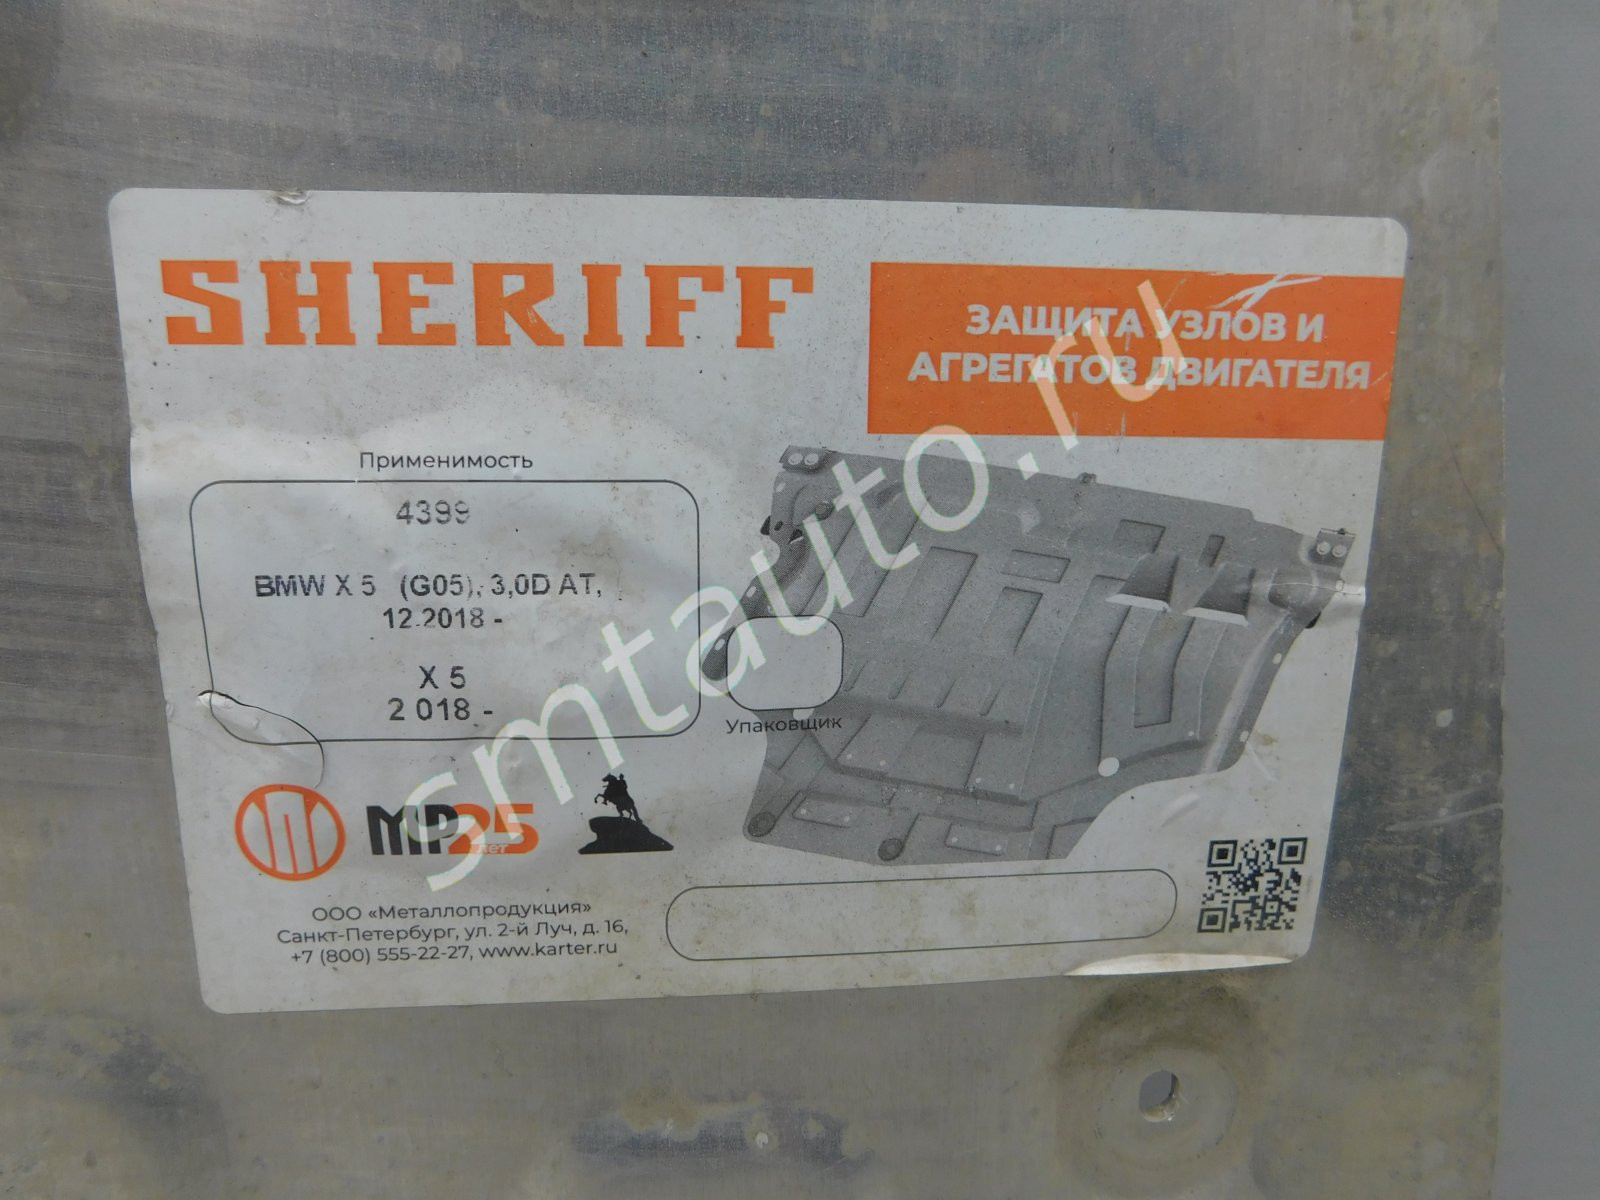 SHERIFF
ЗАЩИТА УЗЛОВ И
АГРЕГАТОВ ДВИГАТЕЛЯ
Применимость
4399
BMW X 5 (G05), 3,0D AT,
12.2018 -
X 5
2 018 -
Упаковщик
МР25
лет
ООО «Металлопродукция»
Санкт-Петербург, ул. 2-й Луч, д. 16,
+7 (800) 555-22-27, www.karter.ru
smtauto.ru